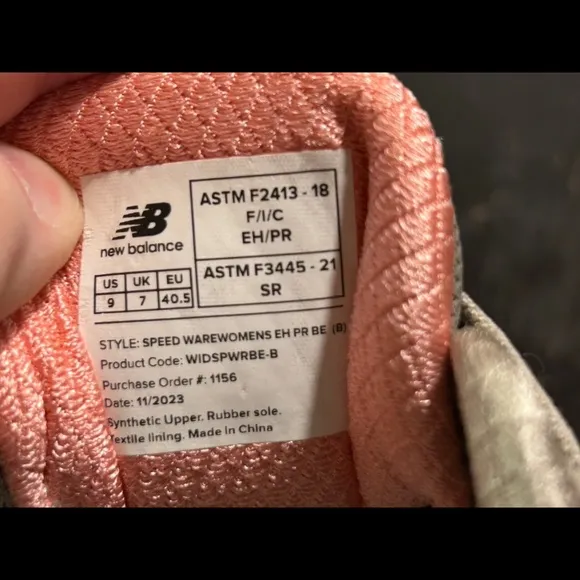 NB
new balance
US UK EU
9 7 40.5
ASTM F2413 - 18
F/I/C
EH/PR
ASTM F3445 - 21
SR
STYLE: SPEED WAREWOMENS EH PR BE (B)
Product Code: WIDSPWRBE-B
Purchase Order #: 1156
Date: 11/2023
Synthetic Upper. Rubber sole.
Textile lining. Made in China